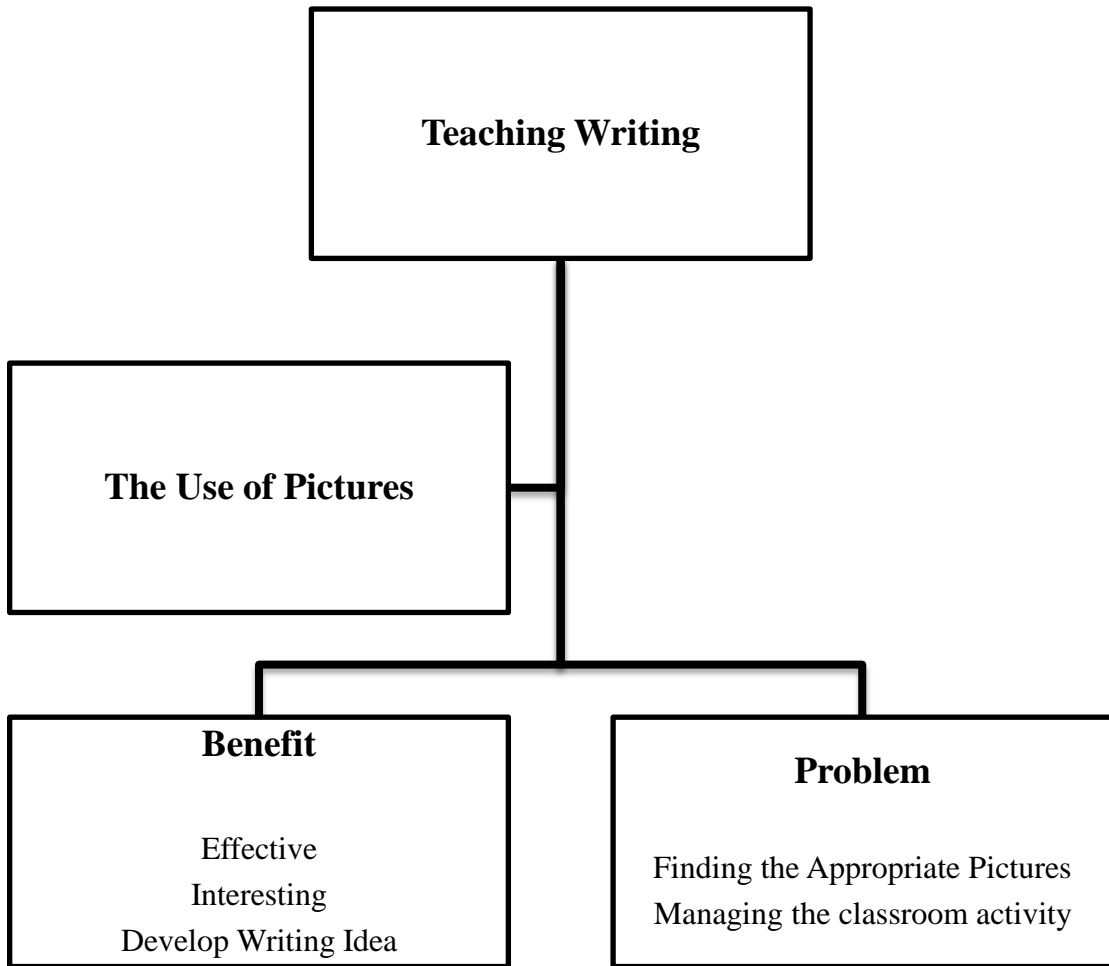 Teaching Writing
The Use of Pictures
Benefit
Effective
Interesting
Develop Writing Idea
Problem
Finding the Appropriate Pictures
Managing the classroom activity